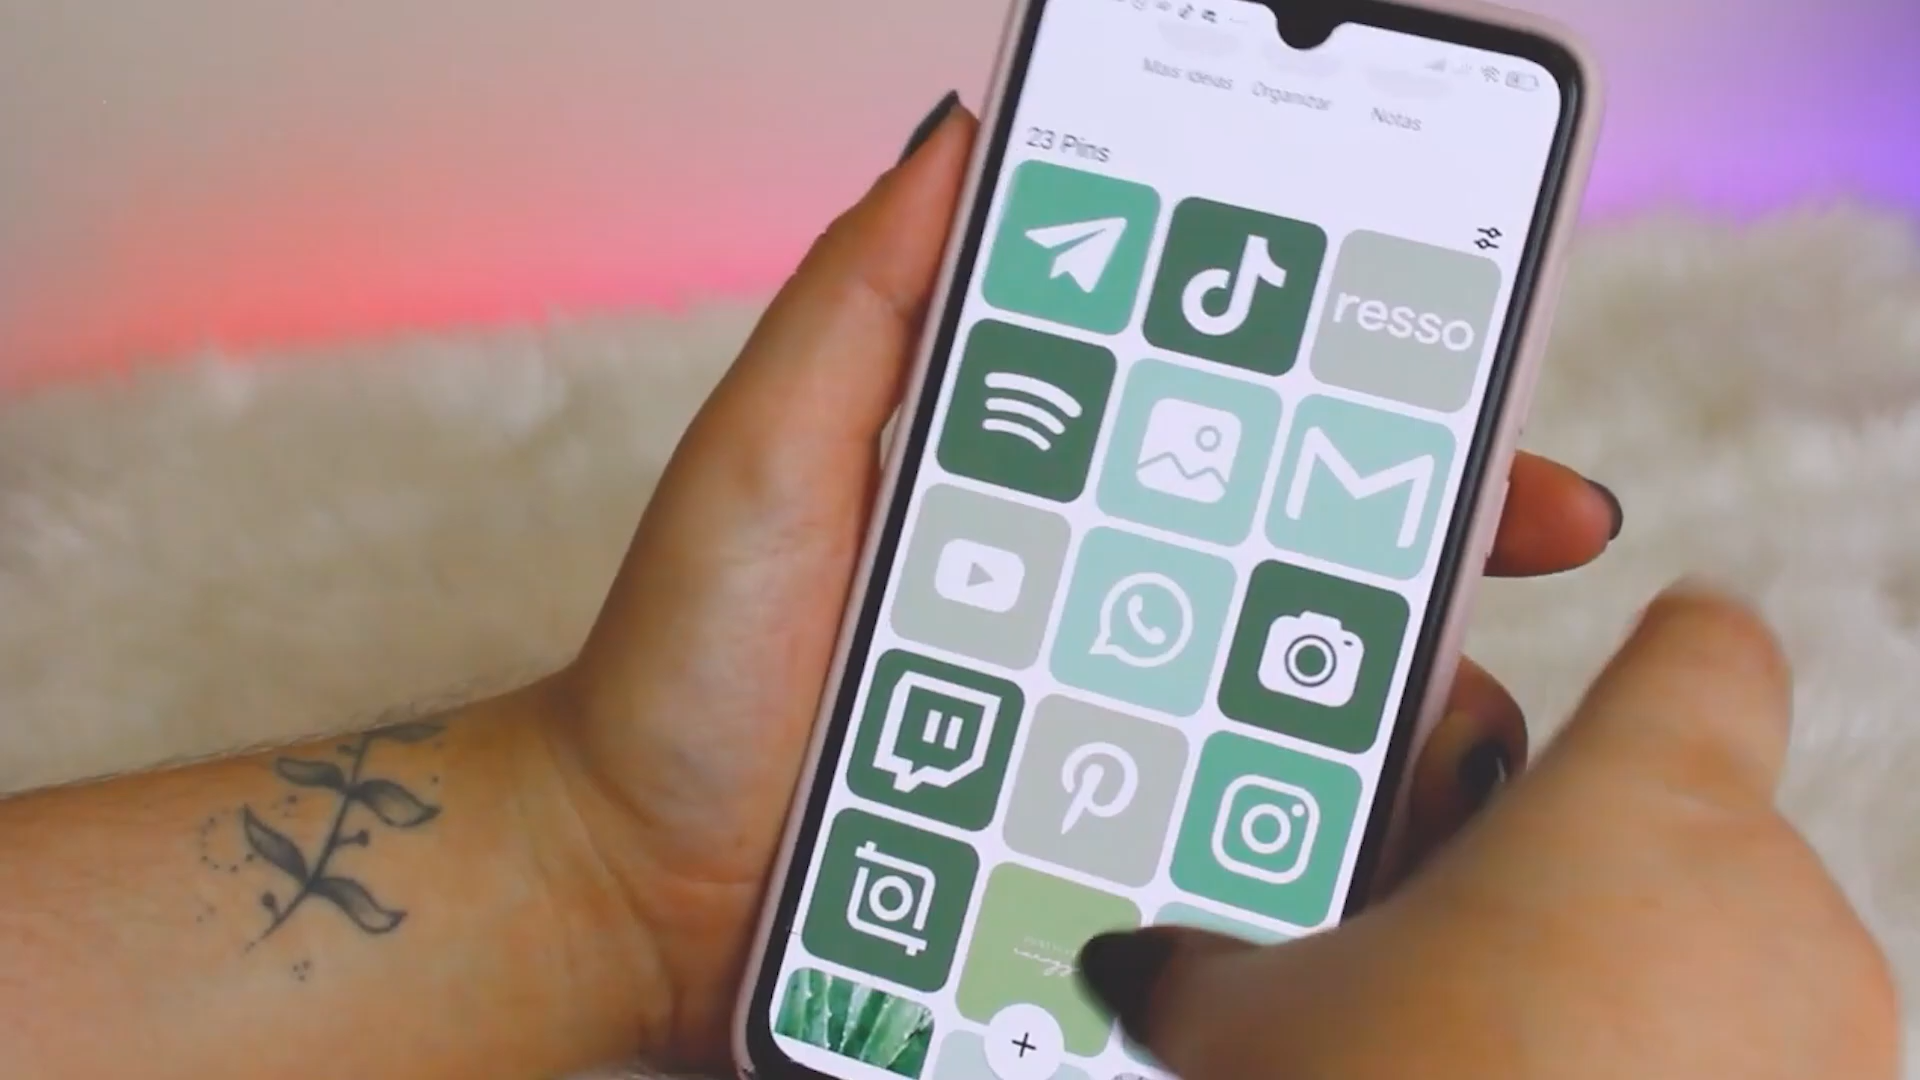 Mais ideias Organizar Notas
23 Pins
resso